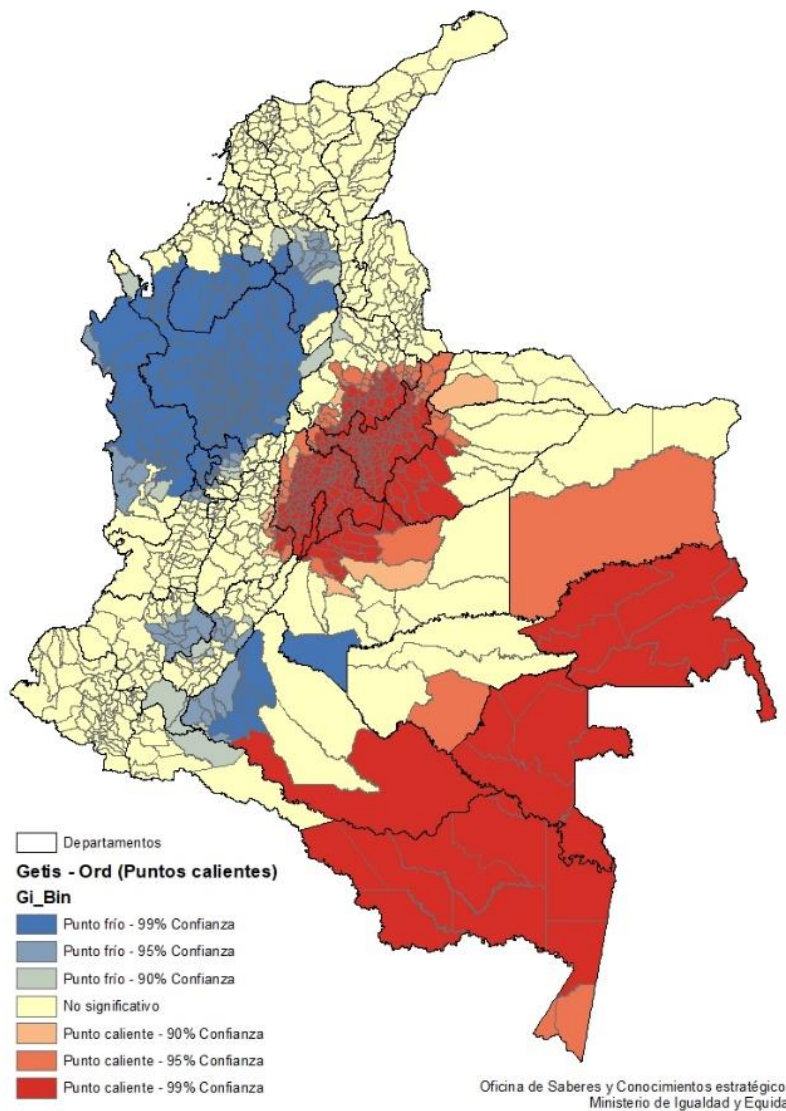 Departamentos
Getis - Ord (Puntos calientes)
Gi_Bin
Punto frío - 99% Confianza
Punto frío - 95% Confianza
Punto frío - 90% Confianza
No significativo
Punto caliente - 90% Confianza
Punto caliente - 95% Confianza
Punto caliente - 99% Confianza
Oficina de Saberes y Conocimientos estratégico
Ministerio de Igualdad y Equida